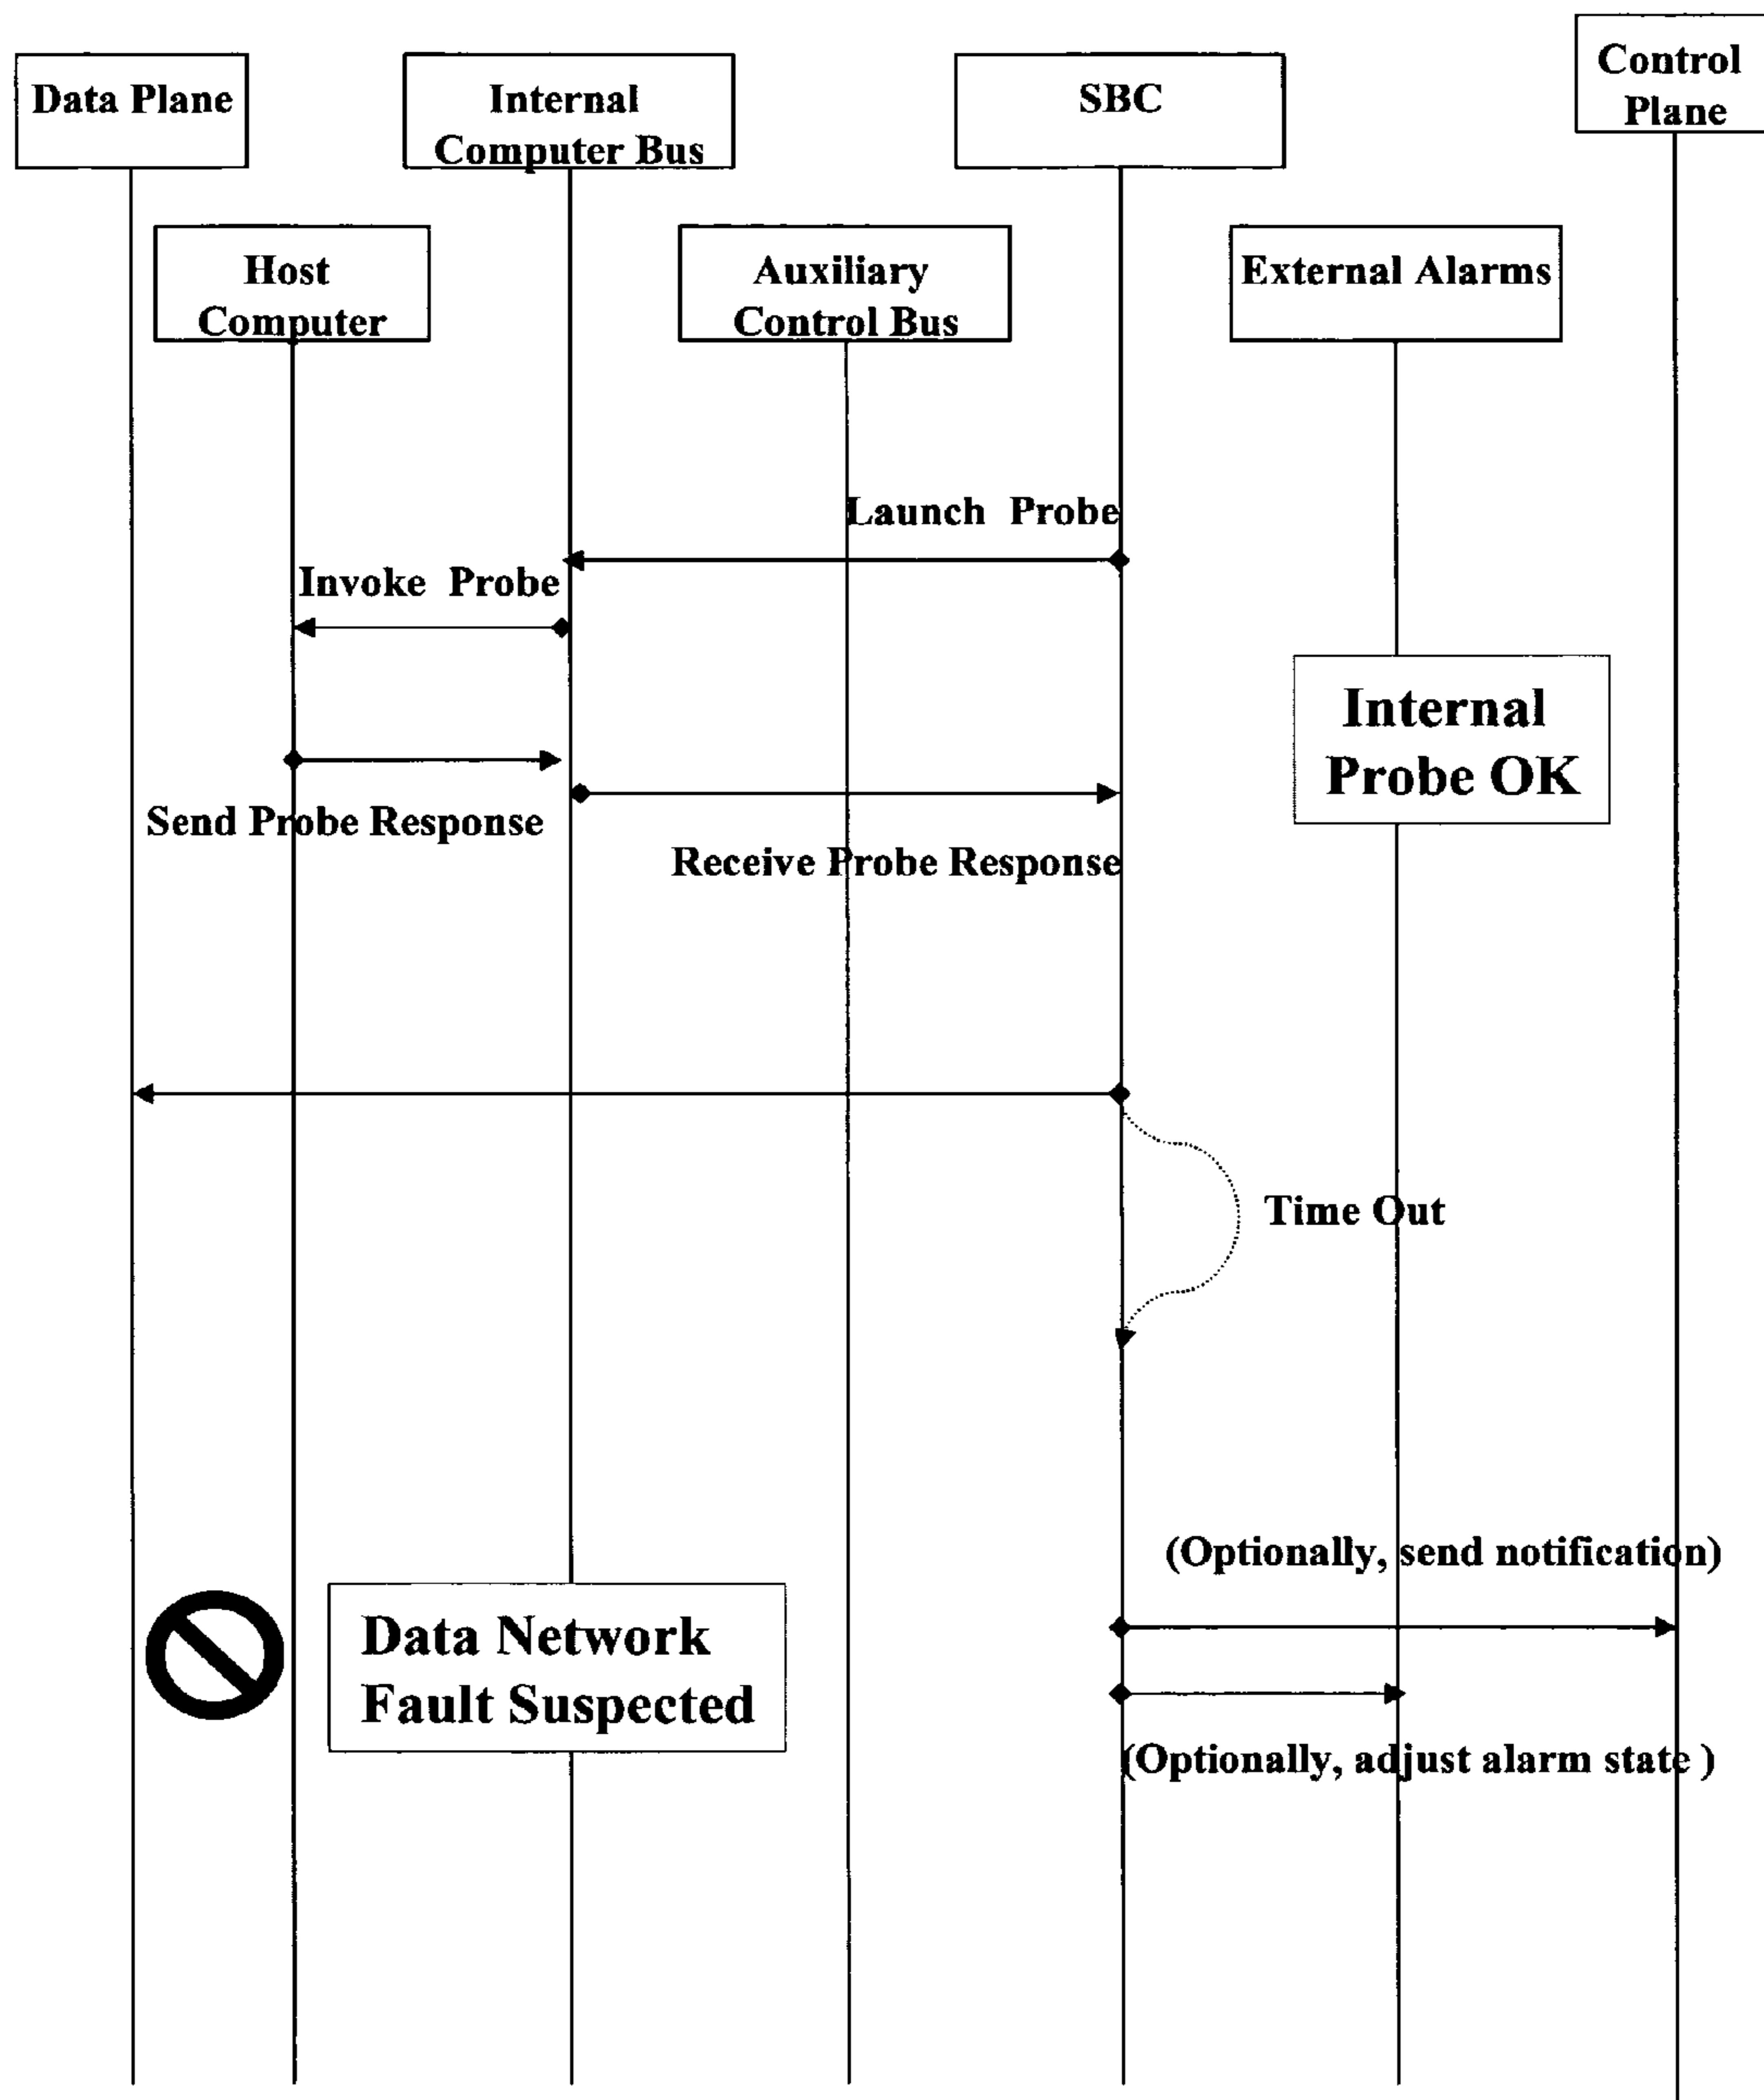 Control
Plane
Data Plane
Internal
Computer Bus
SBC
Host
Computer
Auxiliary
Control Bus
External Alarms
Launch Probe
Invoke Probe
Internal
Probe OK
Send Probe Response
Receive Probe Response
Time Out
(Optionally, send notification)
Data Network
Fault Suspected
(Optionally, adjust alarm state )